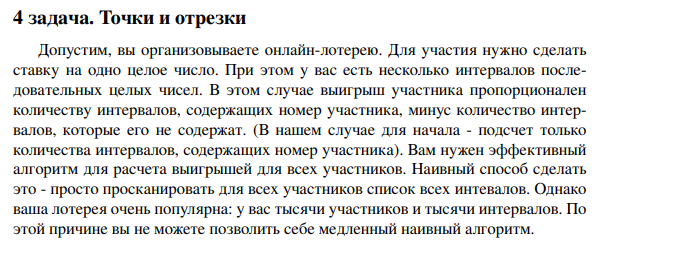 4 задача. Точки и отрезки
Допустим, вы организовываете онлайн-лотерею. Для участия нужно сделать
ставку на одно целое число. При этом у вас есть несколько интервалов после-
довательных целых чисел. В этом случае выигрыш участника пропорционален
количеству интервалов, содержащих номер участника, минус количество интер-
валов, которые его не содержат. (В нашем случае для начала - подсчет только
количества интервалов, содержащих номер участника). Вам нужен эффективный
алгоритм для расчета выигрышей для всех участников. Наивный способ сделать
это - просто просканировать для всех участников список всех интевалов. Однако
ваша лотерея очень популярна: у вас тысячи участников и тысячи интервалов. По
этой причине вы не можете позволить себе медленный наивный алгоритм.